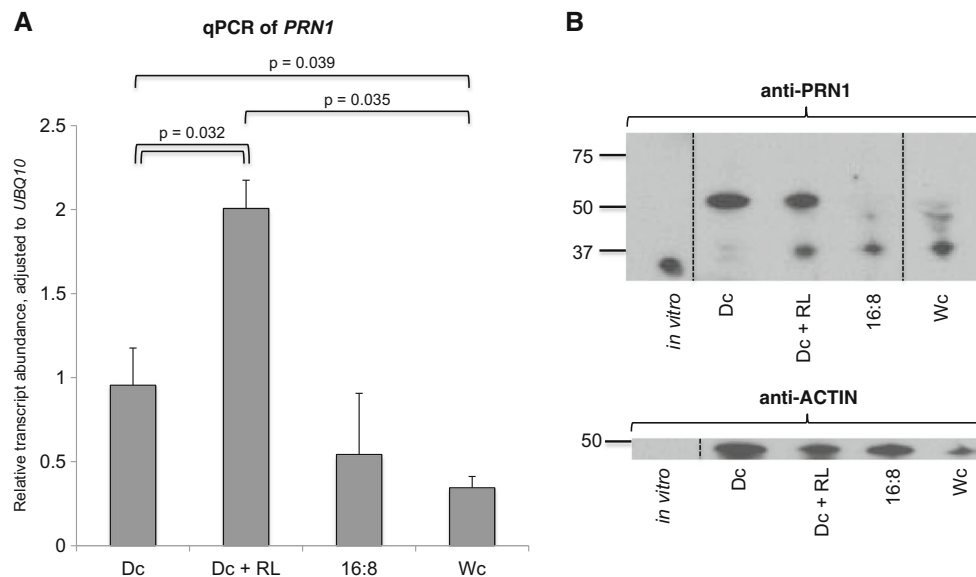 A
qPCR of PRN1
p = 0.039
p = 0.035
p = 0.032
Relative transcript abundance, adjusted to UBQ10
2.5
2
1.5
1
0.5
0
Dc
Dc + RL
16:8
Wc
B
anti-PRN1
75
50
37
in vitro
Dc
Dc + RL
16:8
Wc
anti-ACTIN
50
in vitro
Dc
Dc + RL
16:8
Wc